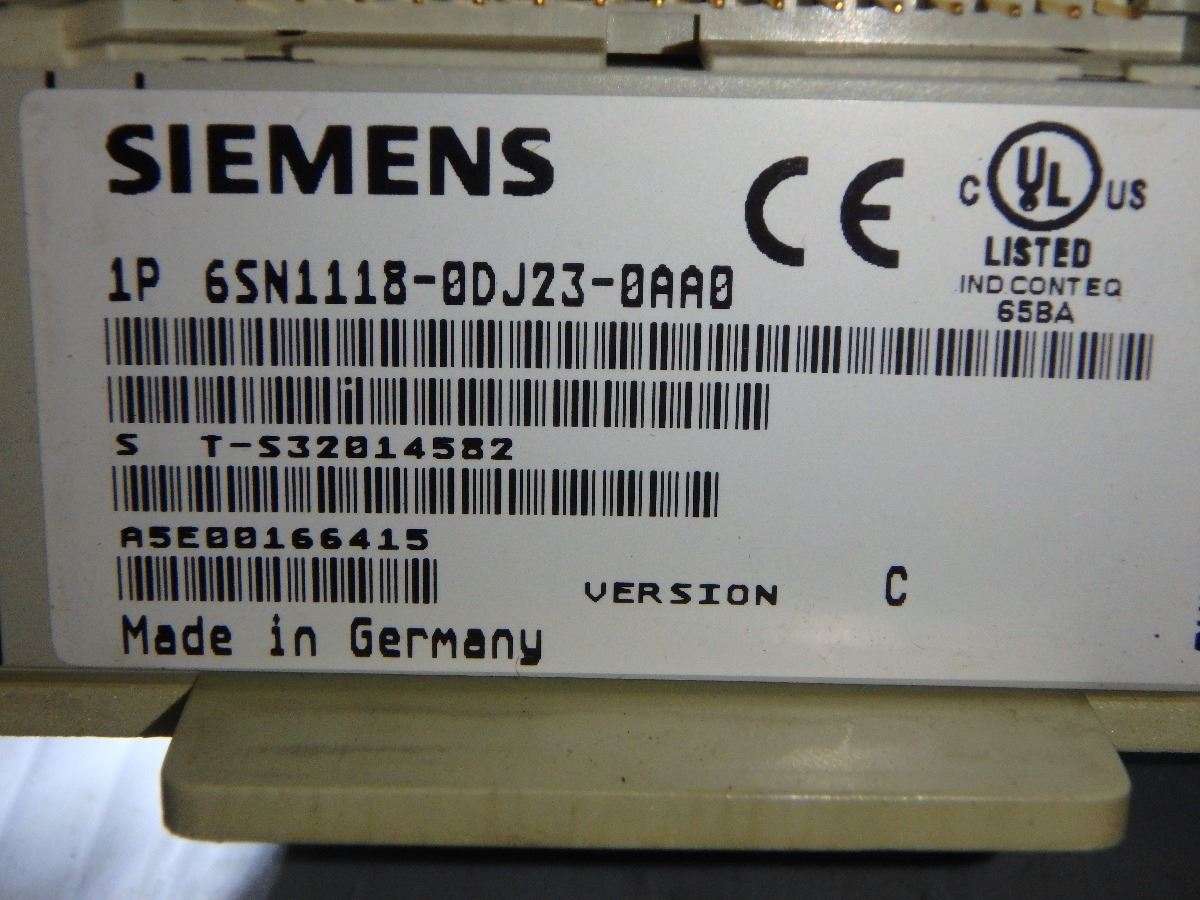 SIEMENS
CE
C UL US
LISTED
IND CONT EQ
65BA
1P 6SN1118-0DJ23-0AA0
S T-S32014582
A5E00166415
VERSION C
Made in Germany